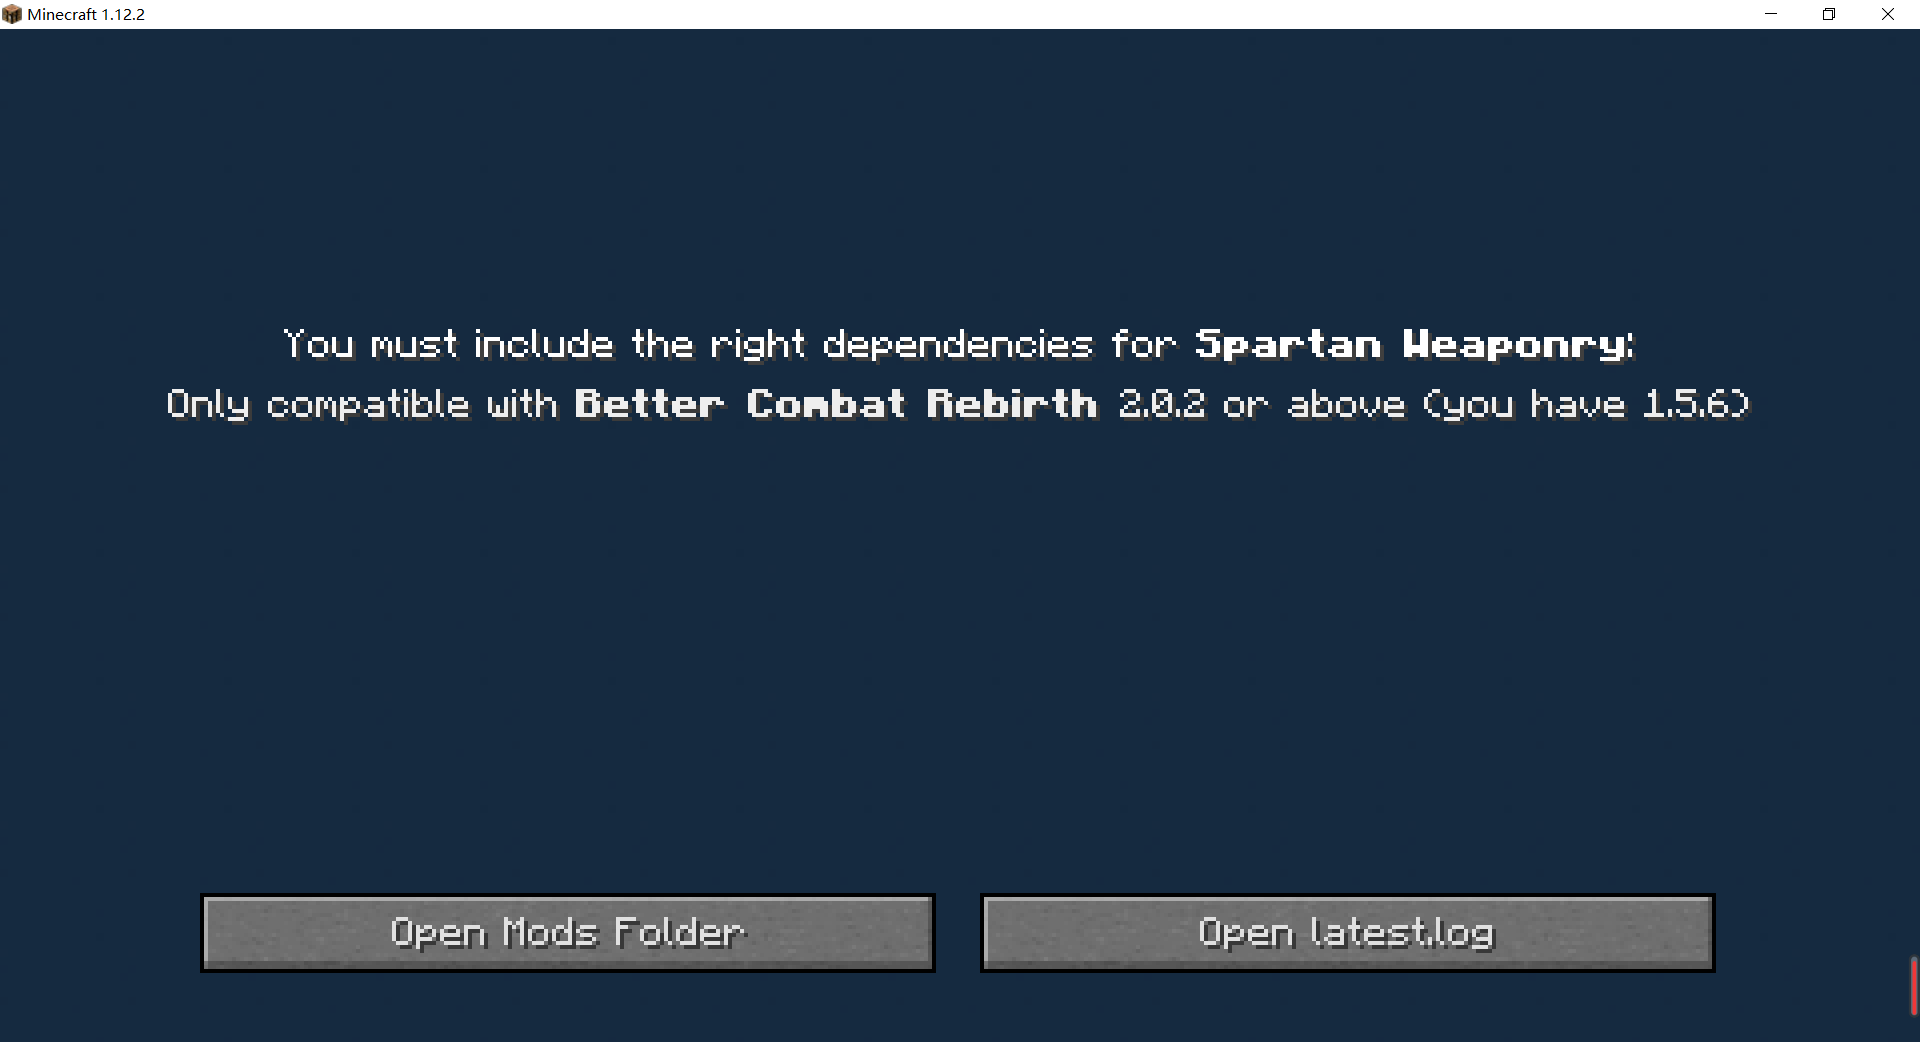 Minecraft 1.12.2
You must include the right dependencies for Spartan Weaponry:
Only compatible with Better Combat Rebirth 2.0.2 or above (you have 1.5.6)
Open Mods Folder
Open latest.log